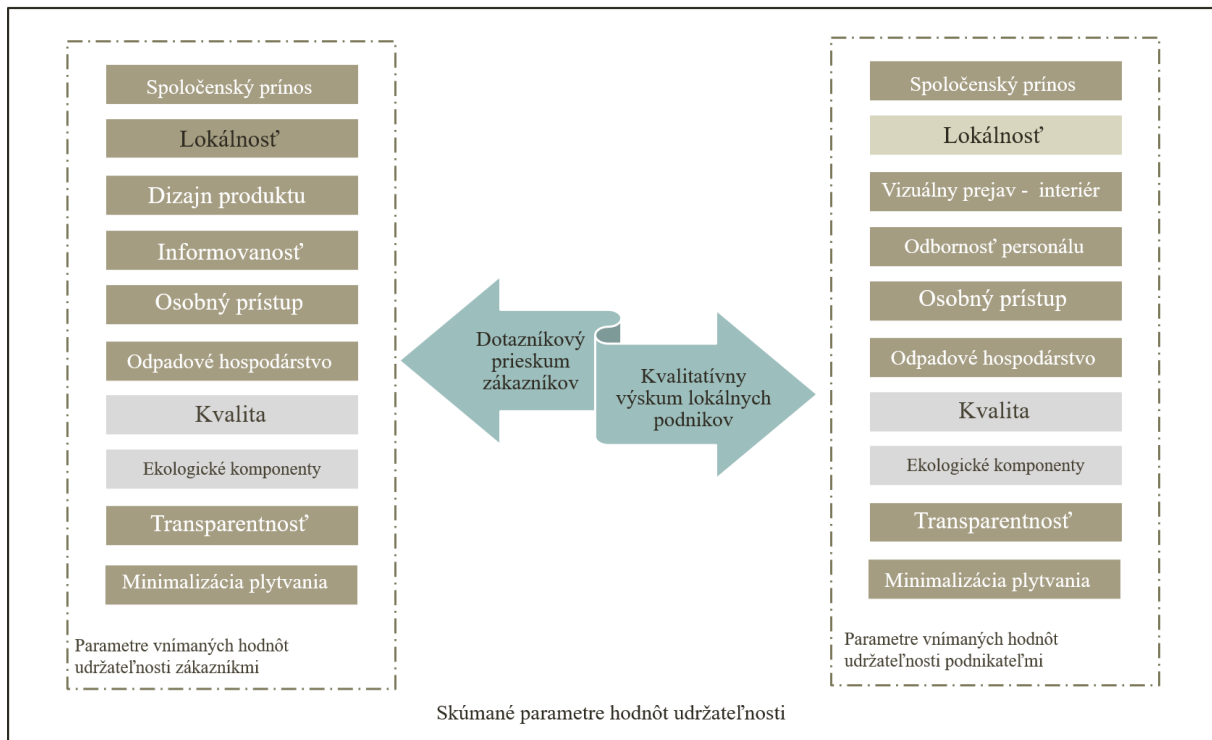 Spoločenský prínos
Lokálnosť
Dizajn produktu
Informovanosť
Osobný prístup
Odpadové hospodárstvo
Kvalita
Ekologické komponenty
Transparentnosť
Minimalizácia plytvania
Parametre vnímaných hodnôt
udržateľnosti zákazníkmi
Dotazníkový
prieskum
zákazníkov
Kvalitatívny
výskum lokálnych
podnikov
Spoločenský prínos
Lokálnosť
Vizuálny prejav - interiér
Odbornosť personálu
Osobný prístup
Odpadové hospodárstvo
Kvalita
Ekologické komponenty
Transparentnosť
Minimalizácia plytvania
Parametre vnímaných hodnôt
udržateľnosti podnikateľmi
Skúmané parametre hodnôt udržateľnosti